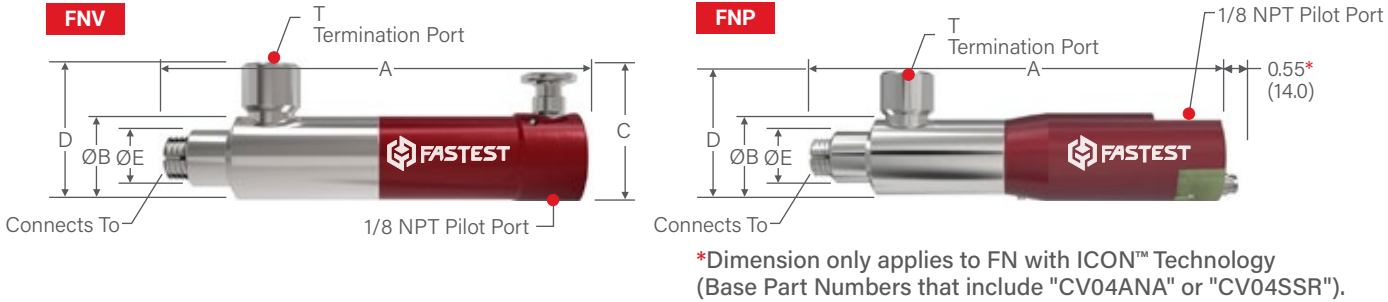 FNV
T
Termination Port
A
D
ØB
ØE
C
FASTEST
Connects To
1/8 NPT Pilot Port
FNP
1/8 NPT Pilot Port
T
Termination Port
A
0.55*
(14.0)
D
ØB
ØE
FASTEST
Connects To
*Dimension only applies to FN with ICON™ Technology
(Base Part Numbers that include "CV04ANA" or "CV04SSR").